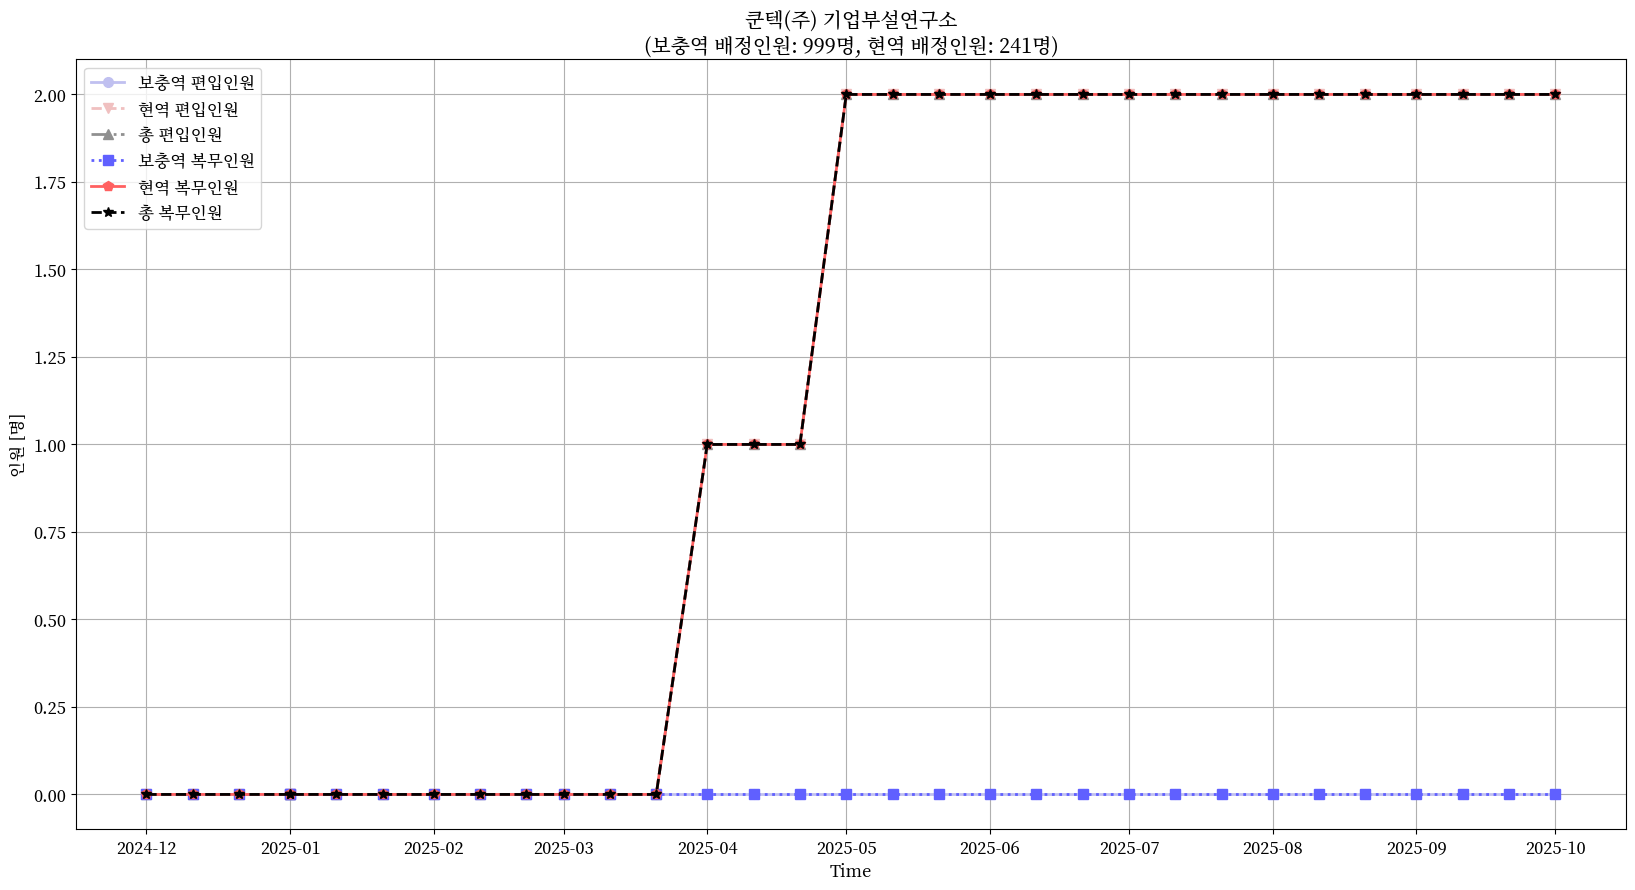 쿤텍(주) 기업부설연구소
(보충역 배정인원: 999명, 현역 배정인원: 241명)
보충역 편입인원
현역 편입인원
총 편입인원
보충역 복무인원
현역 복무인원
총 복무인원
2.00
1.75
1.50
1.25
1.00
0.75
0.50
0.25
0.00
인원 [명]
2024-12 2025-01 2025-02 2025-03 2025-04 2025-05 2025-06 2025-07 2025-08 2025-09 2025-10
Time